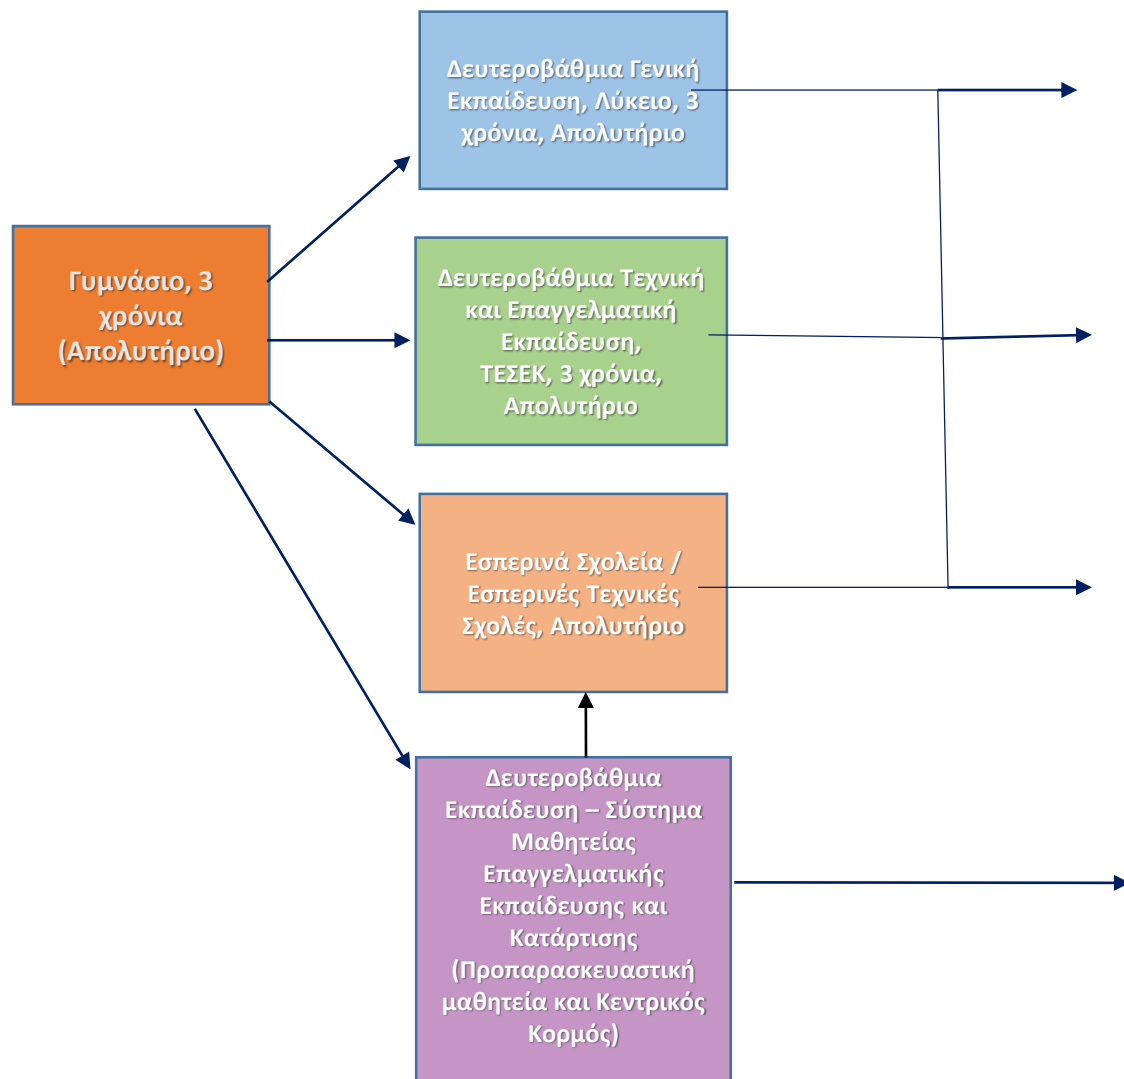 Δευτεροβάθμια Γενική
Εκπαίδευση, Λύκειο, 3
χρόνια, Απολυτήριο
Γυμνάσιο, 3
χρόνια
(Απολυτήριο)
Δευτεροβάθμια Τεχνική
και Επαγγελματική
Εκπαίδευση,
ΤΕΣΕΚ, 3 χρόνια,
Απολυτήριο
Εσπερινά Σχολεία /
Εσπερινές Τεχνικές
Σχολές, Απολυτήριο
Δευτεροβάθμια
Εκπαίδευση – Σύστημα
Μαθητείας
Επαγγελματικής
Εκπαίδευσης και
Κατάρτισης
(Προπαρασκευαστική
μαθητεία και Κεντρικός
Κορμός)